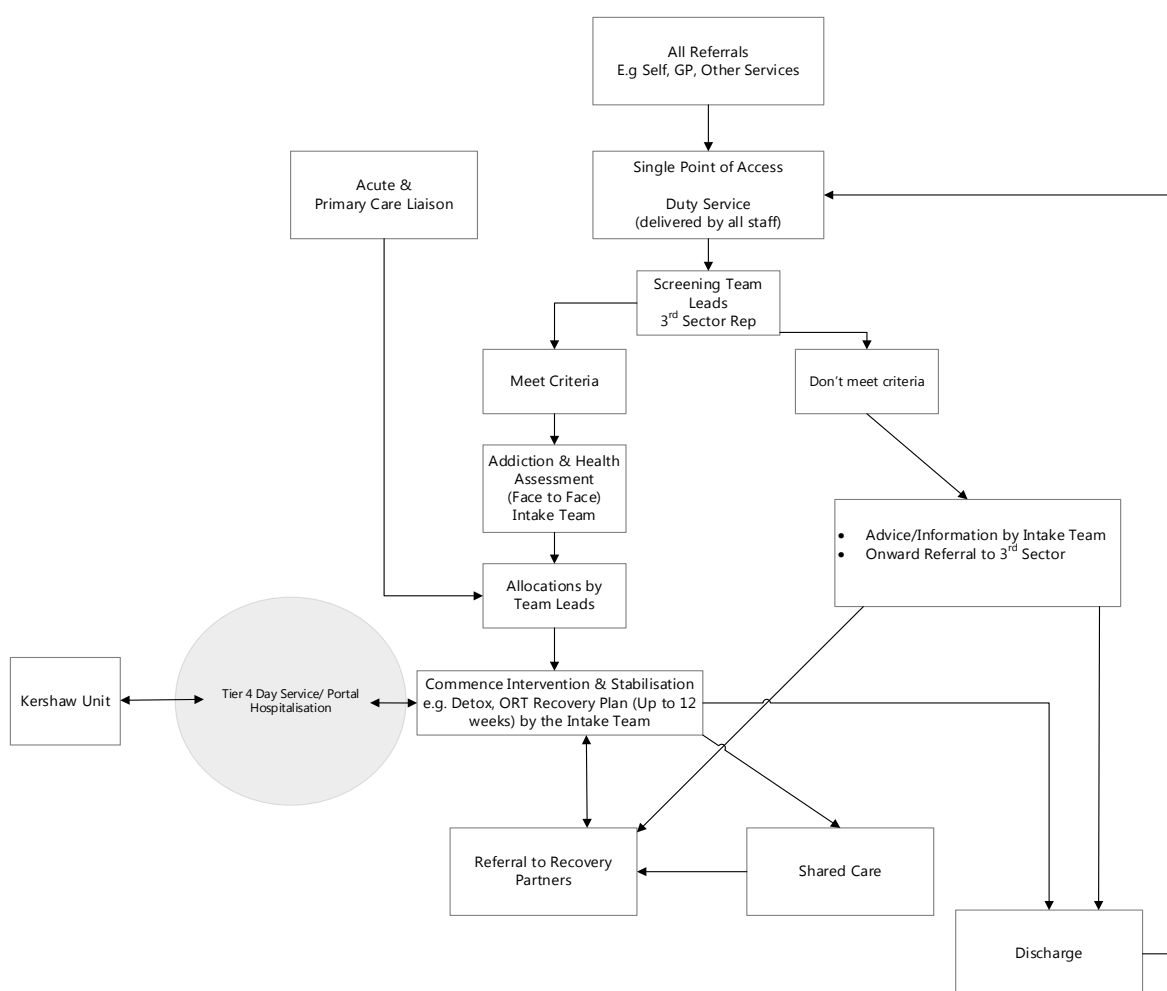 All Referrals
E.g Self, GP, Other Services
Single Point of Access
Duty Service
(delivered by all staff)
Acute &
Primary Care Liaison
Screening Team
Leads
3rd Sector Rep
Meet Criteria
Don't meet criteria
Addiction & Health
Assessment
(Face to Face)
Intake Team
• Advice/Information by Intake Team
• Onward Referral to 3rd Sector
Allocations by
Team Leads
Kershaw Unit
Tier 4 Day Service/ Portal
Hospitalisation
Commence Intervention & Stabilisation
e.g. Detox, ORT Recovery Plan (Up to 12
weeks) by the Intake Team
Referral to Recovery
Partners
Shared Care
Discharge